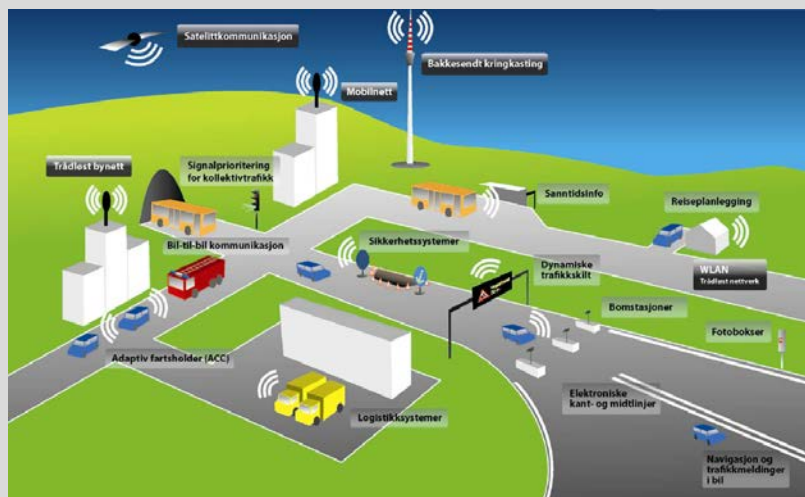 Satelittkommunikasjon
Bakkesendt kringkasting
Mobilnett
Trådløst bynett
Signalprioritering
for kollektivtrafikk
Sanntidsinfo
Reiseplanlegging
Bil-til-bil kommunikasjon
Sikkerhetssystemer
Dynamiske
trafikkskilt
WLAN
Trådløst nettverk
Bomstasjoner
Fotobokser
Adaptiv fartsholder (ACC)
Elektroniske
kant- og midtlinjer
Logistikksystemer
Navigasjon og
trafikkmeldinger
i bil